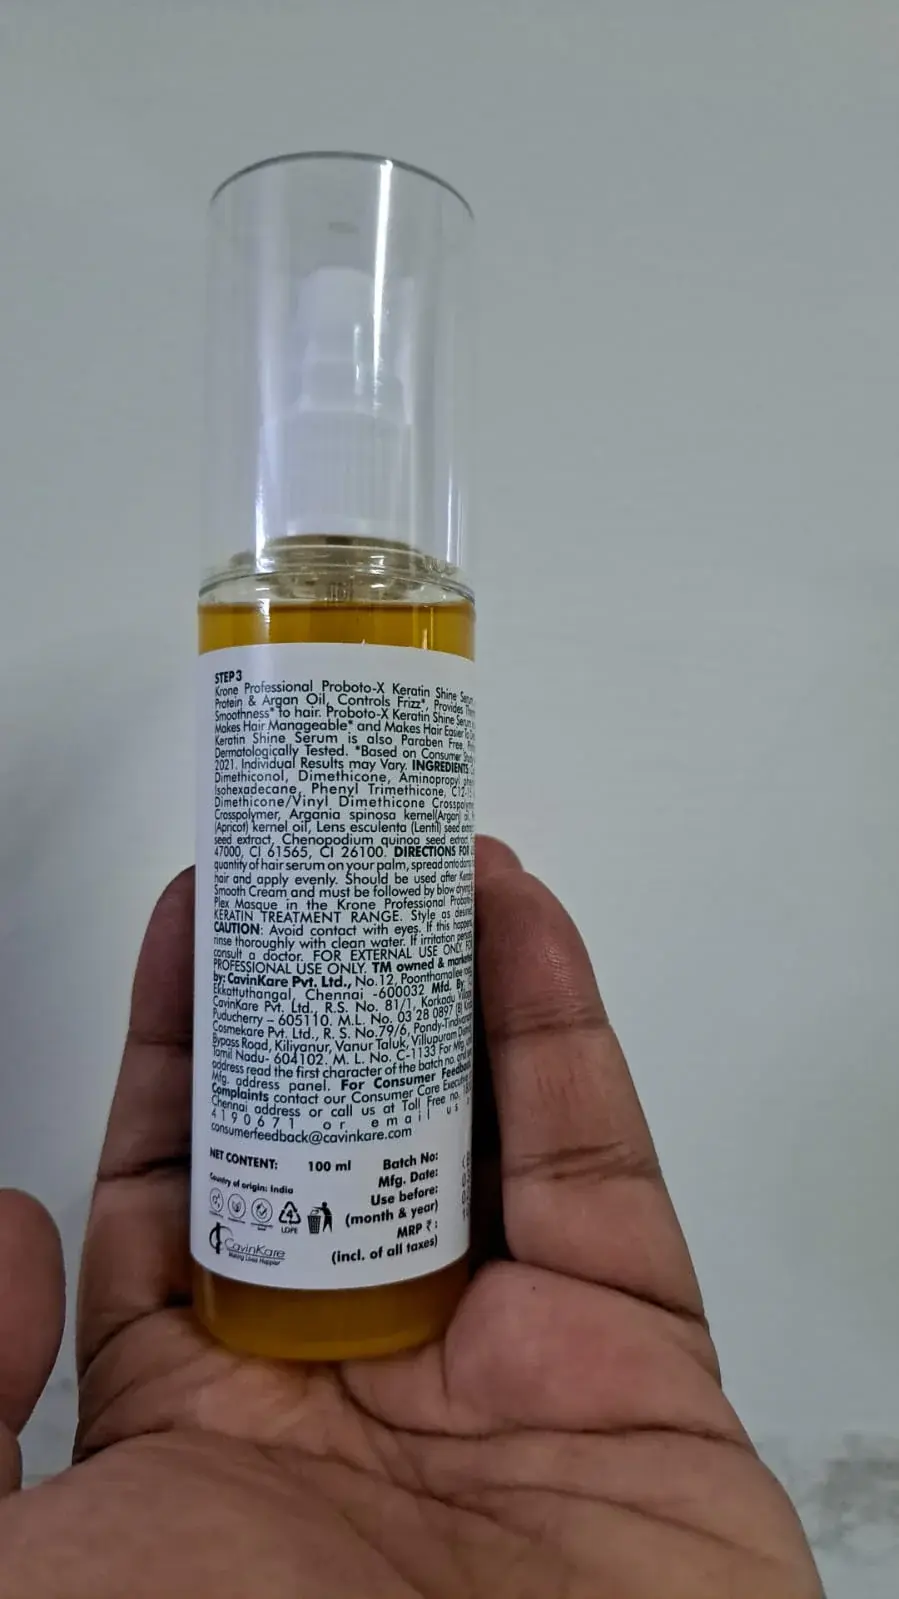 STEP 3
Krone Professional Proboto-X Keratin Shine Serum
Protein & Argan Oil, Controls Frizz*, Provides
Smoothness* to hair. Proboto-X Keratin Shine Serum
Makes Hair Manageable* and Makes Hair Easier To
Keratin Shine Serum is also Paraben Free,
Dermatologically Tested. *Based on Consumer Study
2021. Individual Results may Vary. INGREDIENTS:
Dimethiconol, Dimethicone, Aminopropyl
Isohexadecane, Phenyl Trimethicone, C12-15
Dimethicone/Vinyl Dimethicone Crosspolymer
Crosspolymer, Argania spinosa kernel(Argan) oil,
(Apricot) kernel oil, Lens esculenta (Lentil) seed extract
seed extract, Chenopodium quinoa seed extract
47000, CI 61565, CI 26100. DIRECTIONS FOR
quantity of hair serum on your palm, spread onto damp
hair and apply evenly. Should be used after Keratin
Smooth Cream and must be followed by blow drying
Plex Masque in the Krone Professional
KERATIN TREATMENT RANGE. Style as desired.
CAUTION: Avoid contact with eyes. If this happens,
rinse thoroughly with clean water. If irritation persists
consult a doctor. FOR EXTERNAL USE ONLY. FOR
PROFESSIONAL USE ONLY. TM owned & marketed
by: CavinKare Pvt. Ltd., No.12, Poonthamallee
Ekkattuthangal, Chennai -600032 Mfd. By:
CavinKare Pvt. Ltd., R.S. No. 81/1, Korkadu
Puducherry – 605110. M.L. No. 03 28 0897 (B)
Cosmekare Pvt. Ltd., R. S. No.79/6, Pondy-Tindivanam
Bypass Road, Kiliyanur, Vanur Taluk, Villupuram
Tamil Nadu- 604102. M. L. No. C-1133 For Mfg.
address read the first character of the batch no. and
Mfg. address panel. For Consumer Feedback
Complaints contact our Consumer Care Executive
Chennai address or call us at Toll Free no.
4190671 or email us
consumerfeedback@cavinkare.com
NET CONTENT: 100 ml
Batch No:
Mfg. Date:
Use before:
(month & year)
MRP ₹ :
(incl. of all taxes)
Country of origin: India
4
LDPE
CavinKare
Making Lives Happier